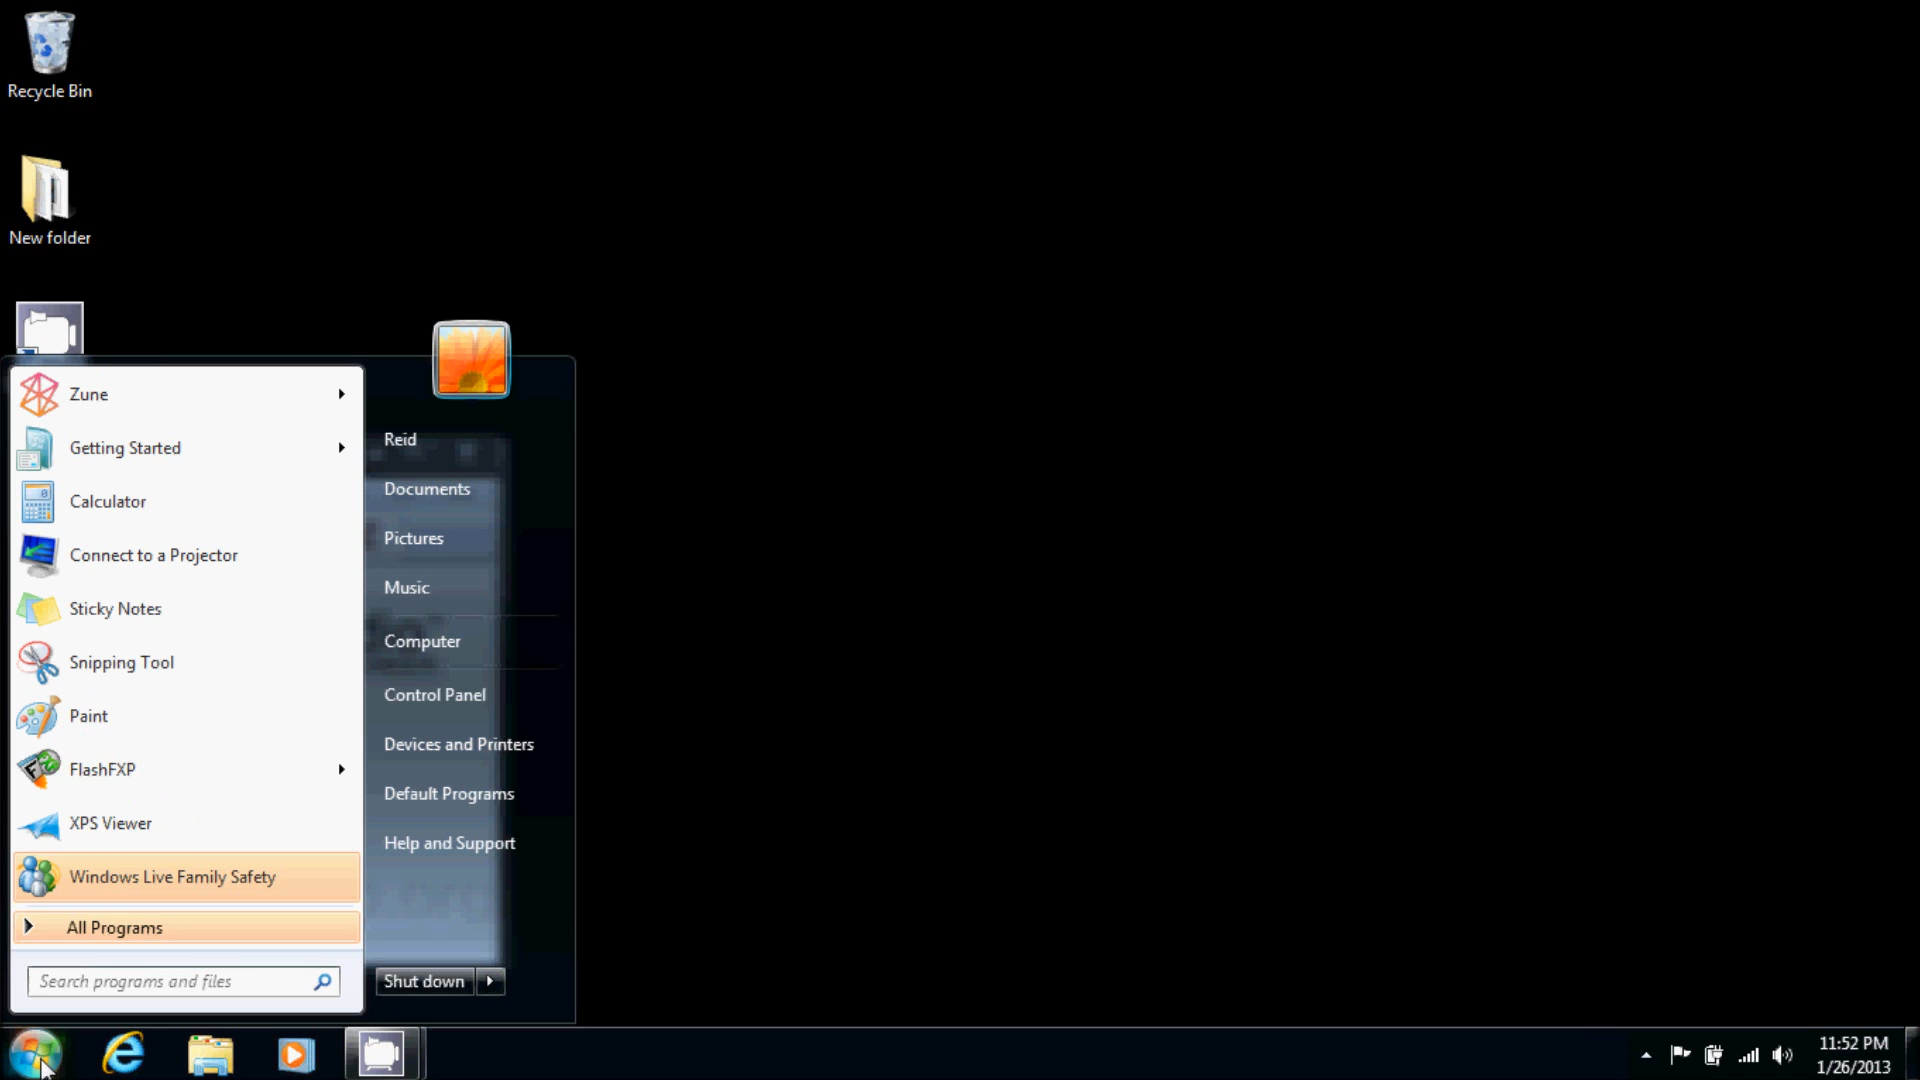 Recycle Bin
New folder
Zune
Getting Started
Calculator
Connect to a Projector
Sticky Notes
Snipping Tool
Paint
FlashFXP
XPS Viewer
Windows Live Family Safety
All Programs
Search programs and files
Reid
Documents
Pictures
Music
Computer
Control Panel
Devices and Printers
Default Programs
Help and Support
Shut down
11:52 PM
1/26/2013